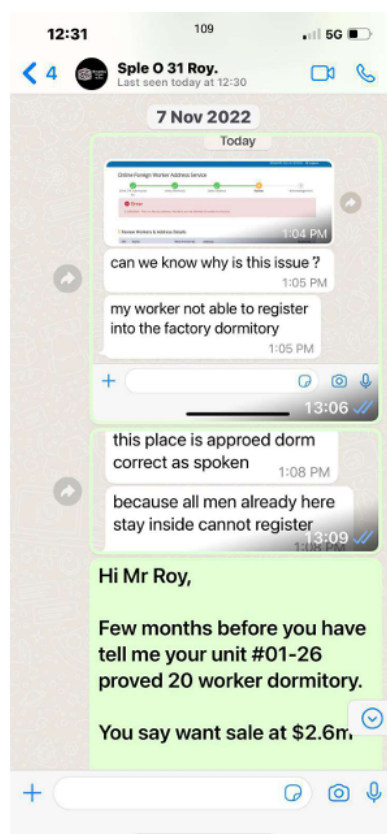 12:31
109
5G
4
Sple O 31 Roy.
Last seen today at 12:30
7 Nov 2022
Today
Online Foreign Worker Address Service
Error
Review Workers & Address Details
1:04 PM
can we know why is this issue ?
1:05 PM
my worker not able to register
into the factory dormitory
1:05 PM
13:06
this place is approed dorm
correct as spoken
1:08 PM
because all men already here
stay inside cannot register
13:09
1:08 PM
Hi Mr Roy,
Few months before you have
tell me your unit #01-26
proved 20 worker dormitory.
You say want sale at $2.6m